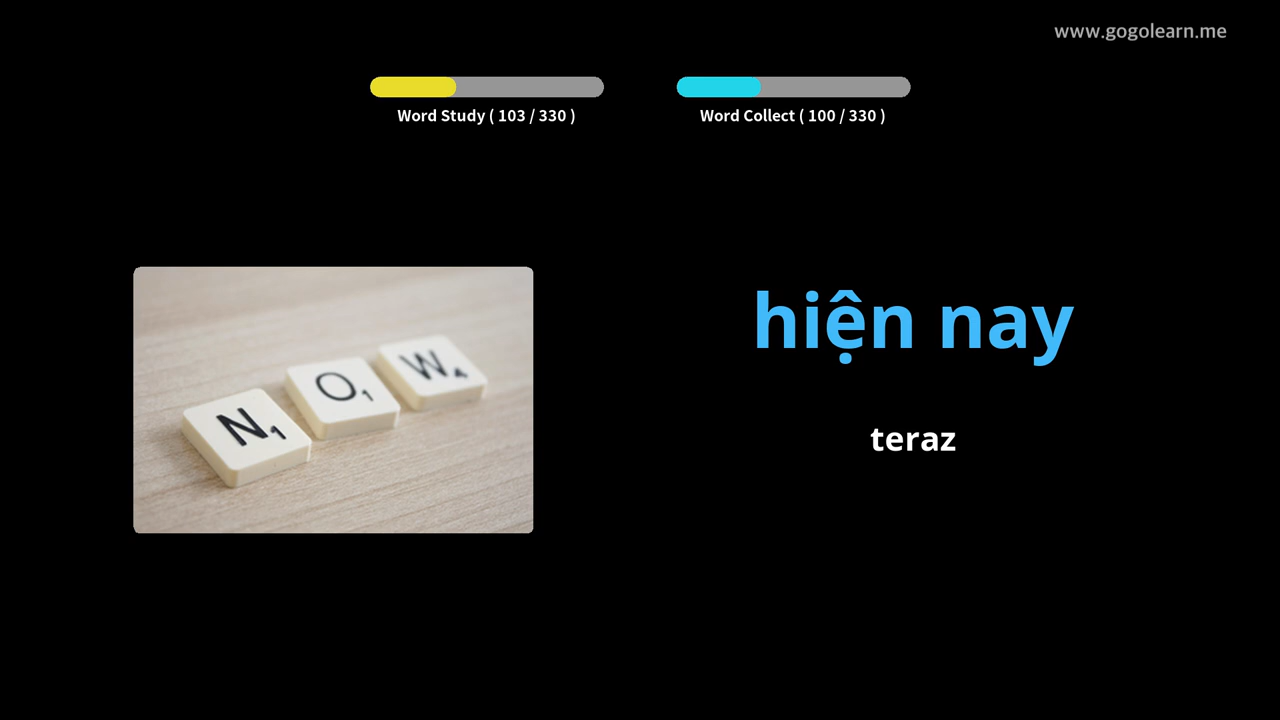 www.gogolearn.me
Word Study ( 103 / 330 )
Word Collect ( 100 / 330 )
N1 O1 W4
hiện nay
teraz